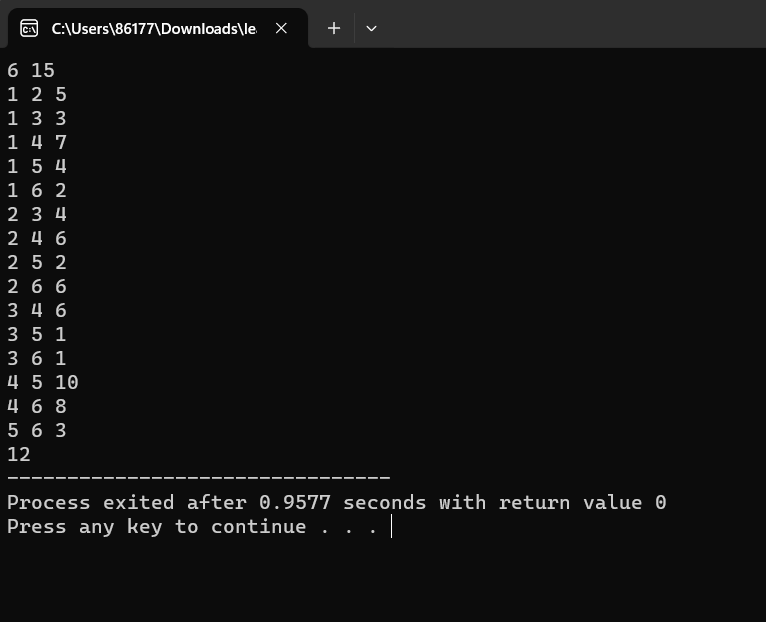 C:\Users\86177\Downloads\le
6 15
1 2 5
1 3 3
1 4 7
1 5 4
1 6 2
2 3 4
2 4 6
2 5 2
2 6 6
3 4 6
3 5 1
3 6 1
4 5 10
4 6 8
5 6 3
12
--------------------------------
Process exited after 0.9577 seconds with return value 0
Press any key to continue . . .